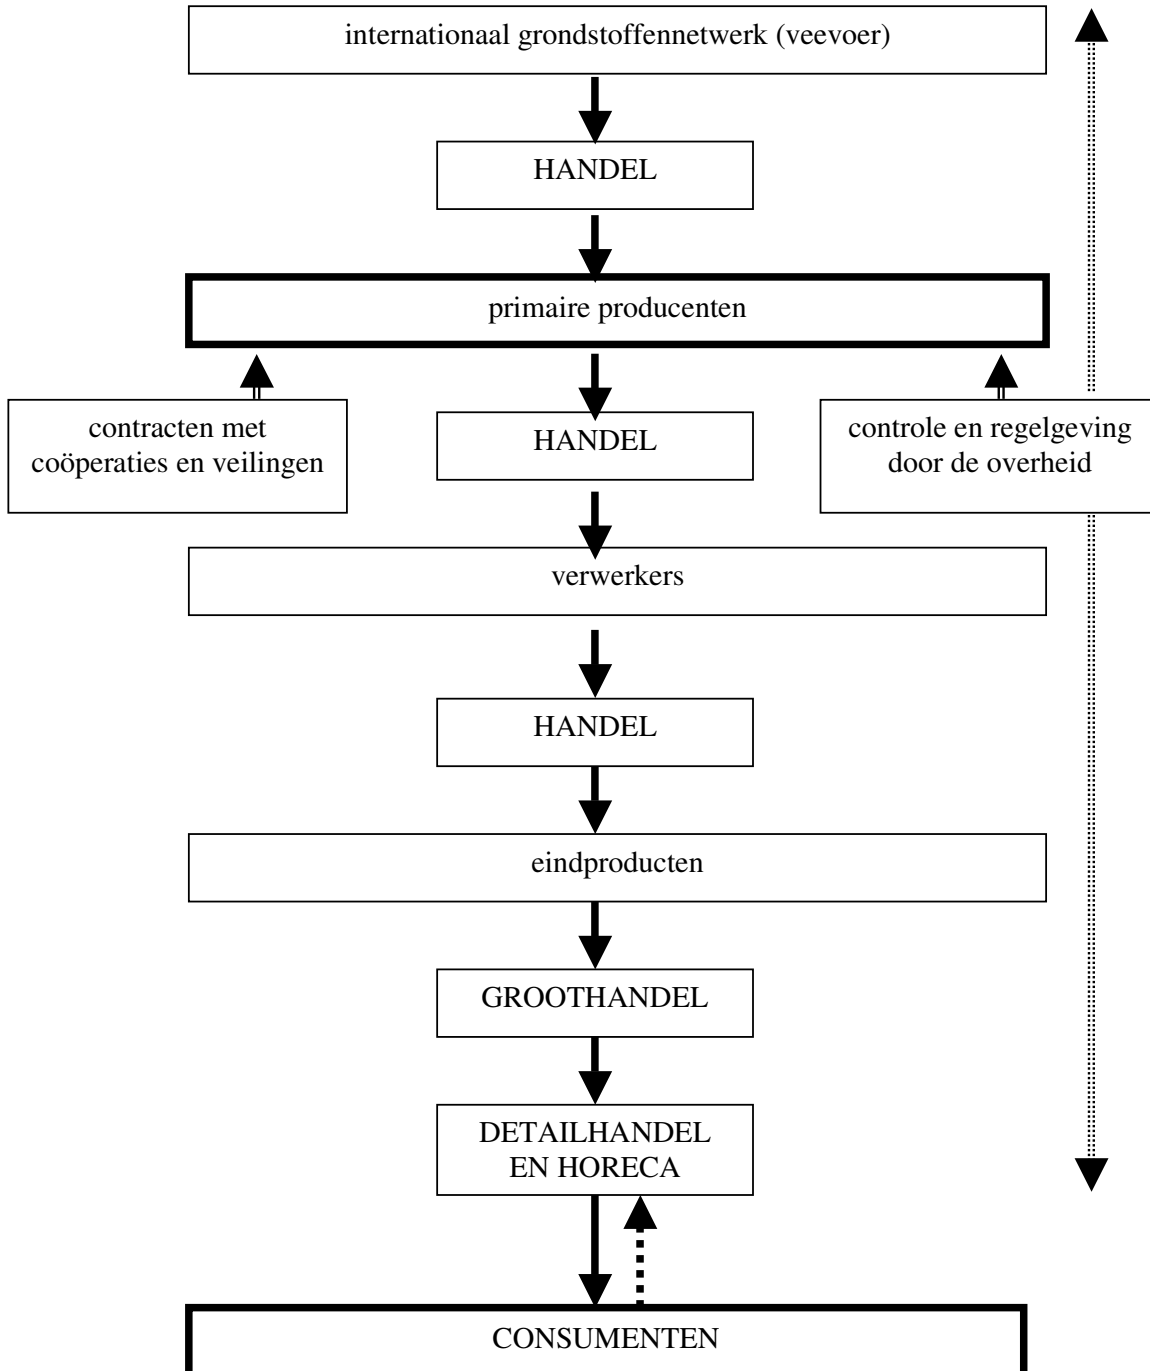 internationaal grondstoffennetwerk (veevoer)
HANDEL
primaire producenten
contracten met
coöperaties en veilingen
HANDEL
controle en regelgeving
door de overheid
verwerkers
HANDEL
eindproducten
GROOTHANDEL
DETAILHANDEL
EN HORECA
CONSUMENTEN